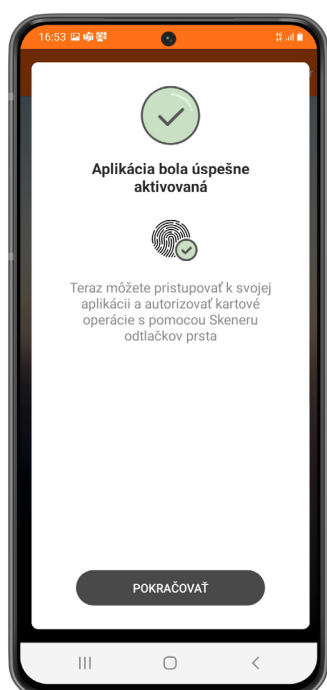 16:53
Aplikácia bola úspešne
aktivovaná
Teraz môžete pristupovať k svojej
aplikácii a autorizovať kartové
operácie s pomocou Skeneru
odtlačkov prsta
POKRAČOVAŤ